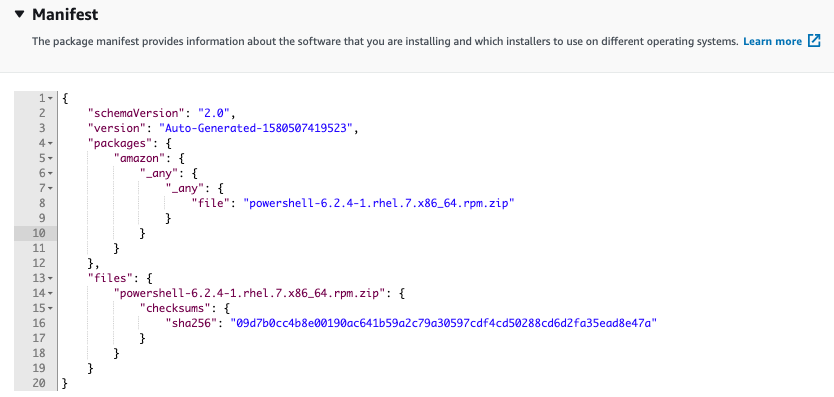 ▼ Manifest
The package manifest provides information about the software that you are installing and which installers to use on different operating systems. Learn more
1 {
2     "schemaVersion": "2.0",
3     "version": "Auto-Generated-1580507419523",
4     "packages": {
5         "amazon": {
6             "_any": {
7                 "_any": {
8                     "file": "powershell-6.2.4-1.rhel.7.x86_64.rpm.zip"
9                 }
10             }
11         }
12     },
13     "files": {
14         "powershell-6.2.4-1.rhel.7.x86_64.rpm.zip": {
15             "checksums": {
16                 "sha256": "09d7b0cc4b8e00190ac641b59a2c79a30597cdf4cd50288cd6d2fa35ead8e47a"
17             }
18         }
19     }
20 }